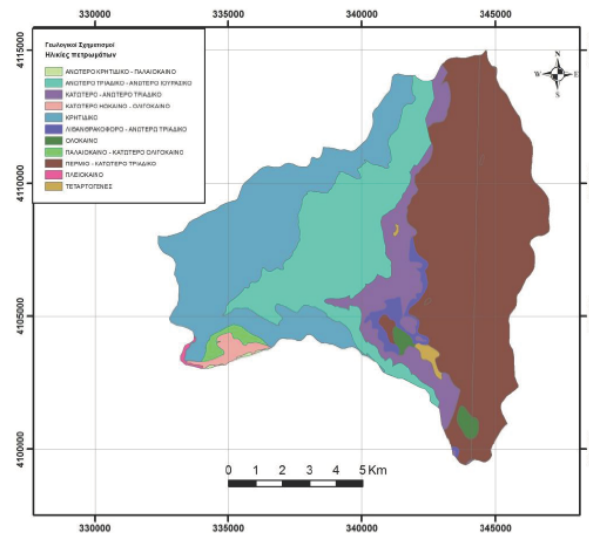 330000 335000 340000 345000
4115000
4110000
4105000
4100000
Γεωλογικοί Σχηματισμοί
Ηλικίες πετρωμάτων
ΑΝΩΤΕΡΟ ΚΡΗΤΙΔΙΚΟ - ΠΑΛΑΙΟΚΑΙΝΟ
ΑΝΩΤΕΡΟ ΤΡΙΑΔΙΚΟ - ΑΝΩΤΕΡΟ ΙΟΥΡΑΣΙΚΟ
ΚΑΤΩΤΕΡΟ - ΑΝΩΤΕΡΟ ΤΡΙΑΔΙΚΟ
ΚΑΤΩΤΕΡΟ ΗΩΚΑΙΝΟ - ΟΛΙΓΟΚΑΙΝΟ
ΚΡΗΤΙΔΙΚΟ
ΛΙΘΑΝΘΡΑΚΟΦΟΡΟ - ΑΝΩΤΕΡΩ ΤΡΙΑΔΙΚΟ
ΟΛΟΚΑΙΝΟ
ΠΑΛΑΙΟΚΑΙΝΟ - ΚΑΤΩΤΕΡΟ ΟΛΙΓΟΚΑΙΝΟ
ΠΕΡΜΙΟ - ΚΑΤΩΤΕΡΟ ΤΡΙΑΔΙΚΟ
ΠΛΕΙΟΚΑΙΝΟ
ΤΕΤΑΡΤΟΓΕΝΕΣ
N
W E
S
0 1 2 3 4 5 Km
330000 335000 340000 345000